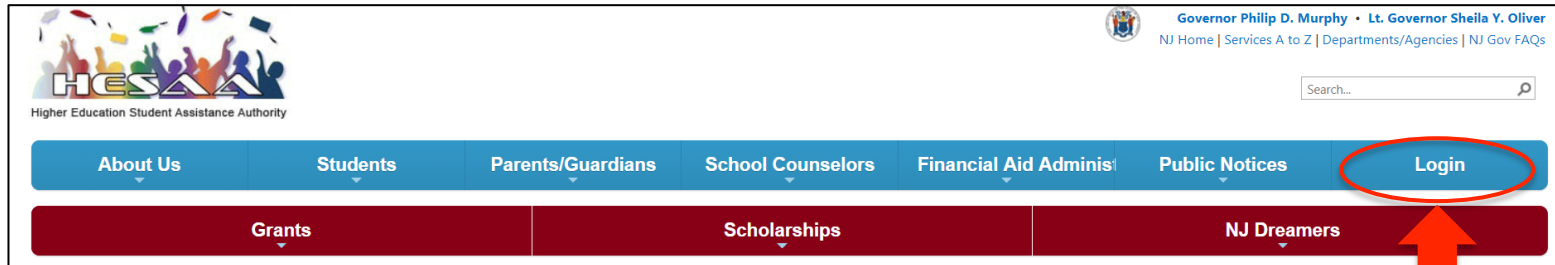 HESAA
Higher Education Student Assistance Authority
Governor Philip D. Murphy • Lt. Governor Sheila Y. Oliver
NJ Home | Services A to Z | Departments/Agencies | NJ Gov FAQs
Search...
About Us Students Parents/Guardians School Counselors Financial Aid Administ Public Notices Login
Grants Scholarships NJ Dreamers